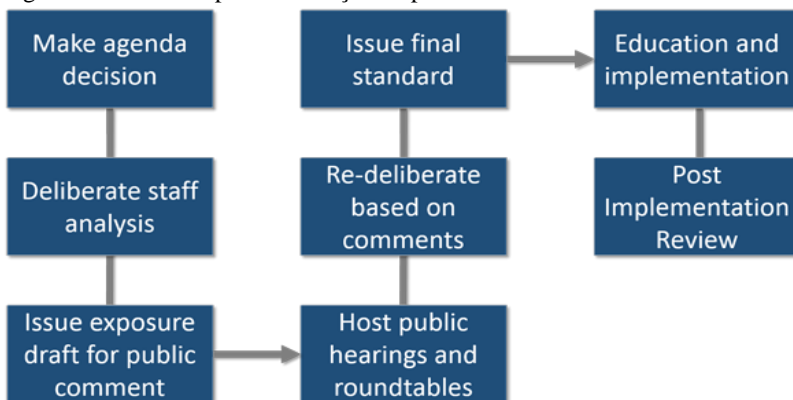 Make agenda
decision
Deliberate staff
analysis
Issue exposure
draft for public
comment
Host public
hearings and
roundtables
Re-deliberate
based on
comments
Issue final
standard
Education and
implementation
Post
Implementation
Review